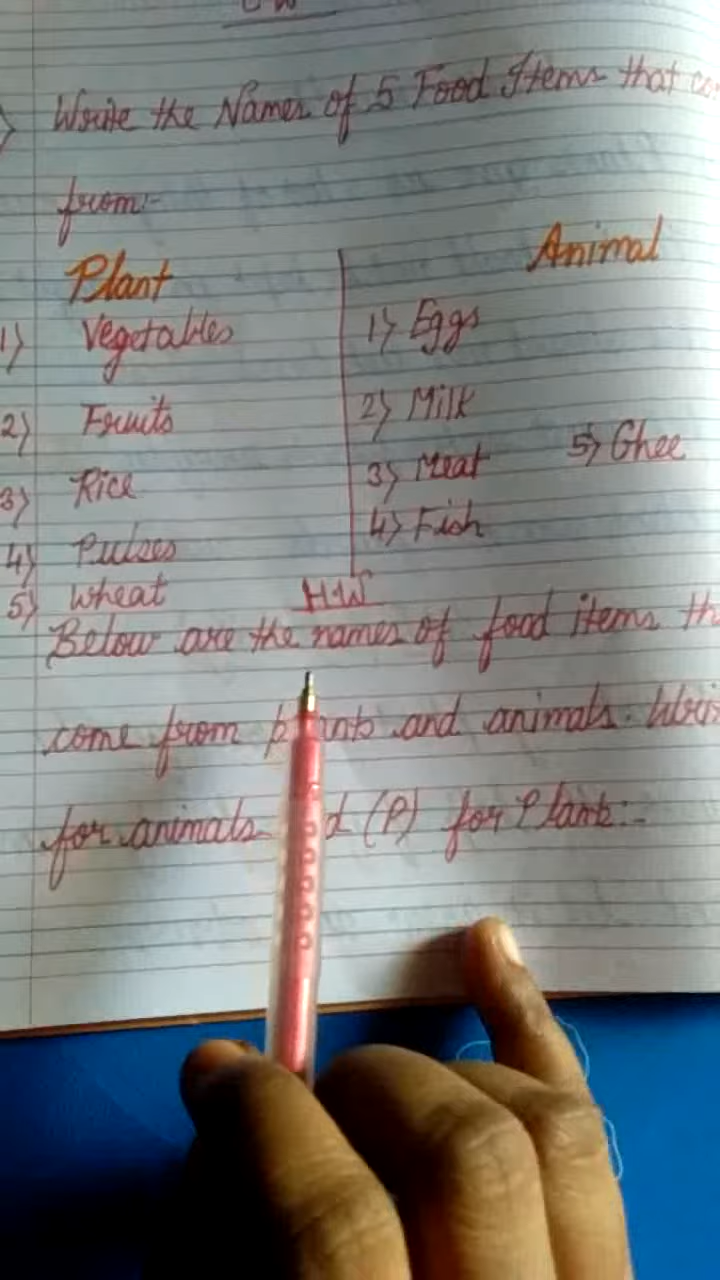 Write the Names of 5 Food Items that
from:-
Plant
1) Vegetables
2) Fruits
3) Rice
4) Pulses
5) Wheat
Animal
1) Eggs
2) Milk
3) Meat
4) Fish
5) Ghee
HW
Below are the names of food items
come from plants and animals.
for animals (P) for Plants:-